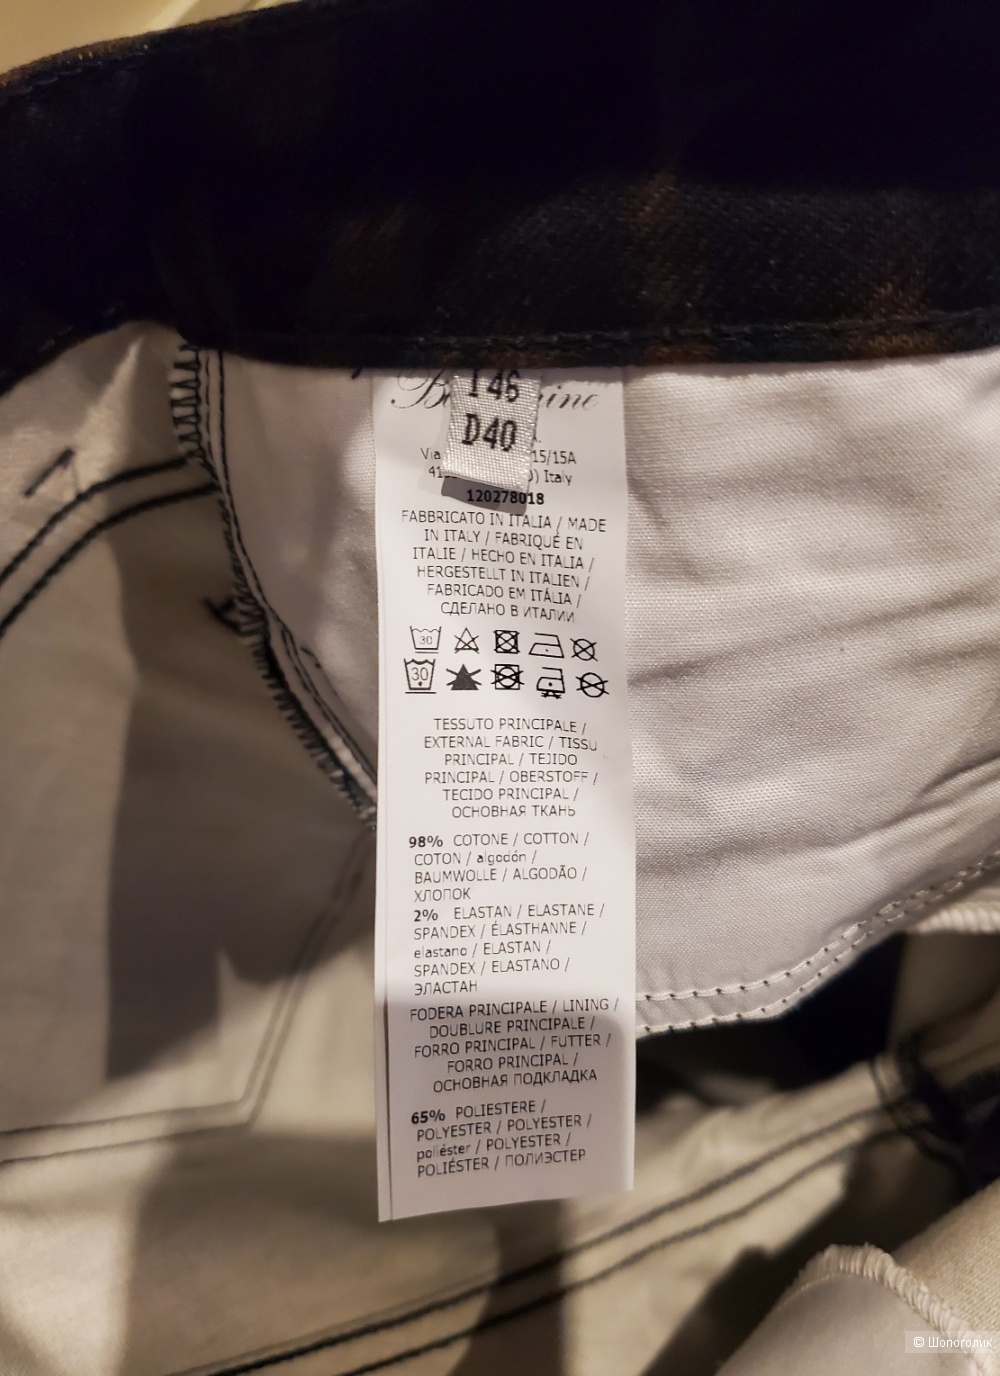 I 46
D40
Via 15/15A
Italy
120278018
FABBRICATO IN ITALIA / MADE
IN ITALY / FABRIQUÉ EN
ITALIE / HECHO EN ITALIA /
HERGESTELLT IN ITALIEN /
FABRICADO EM ITÁLIA /
СДЕЛАНО В ИТАЛИИ
30
30
TESSUTO PRINCIPALE /
EXTERNAL FABRIC / TISSU
PRINCIPAL / TEJIDO
PRINCIPAL / OBERSTOFF /
TECIDO PRINCIPAL /
ОСНОВНАЯ ТКАНЬ
98% COTONE / COTTON /
COTON / algodón /
BAUMWOLLE / ALGODÃO /
ХЛОПОК
2% ELASTAN / ELASTANE /
SPANDEX / ÉLASTHANNE /
elastano / ELASTAN /
SPANDEX / ELASTANO /
ЭЛАСТАН
FODERA PRINCIPALE / LINING /
DOUBLURE PRINCIPALE /
FORRO PRINCIPAL / FUTTER /
FORRO PRINCIPAL /
ОСНОВНАЯ ПОДКЛАДКА
65% POLIESTERE /
POLYESTER / POLYESTER /
poliéster / POLYESTER /
POLIÉSTER / ПОЛИЭСТЕР
© Шопоголик